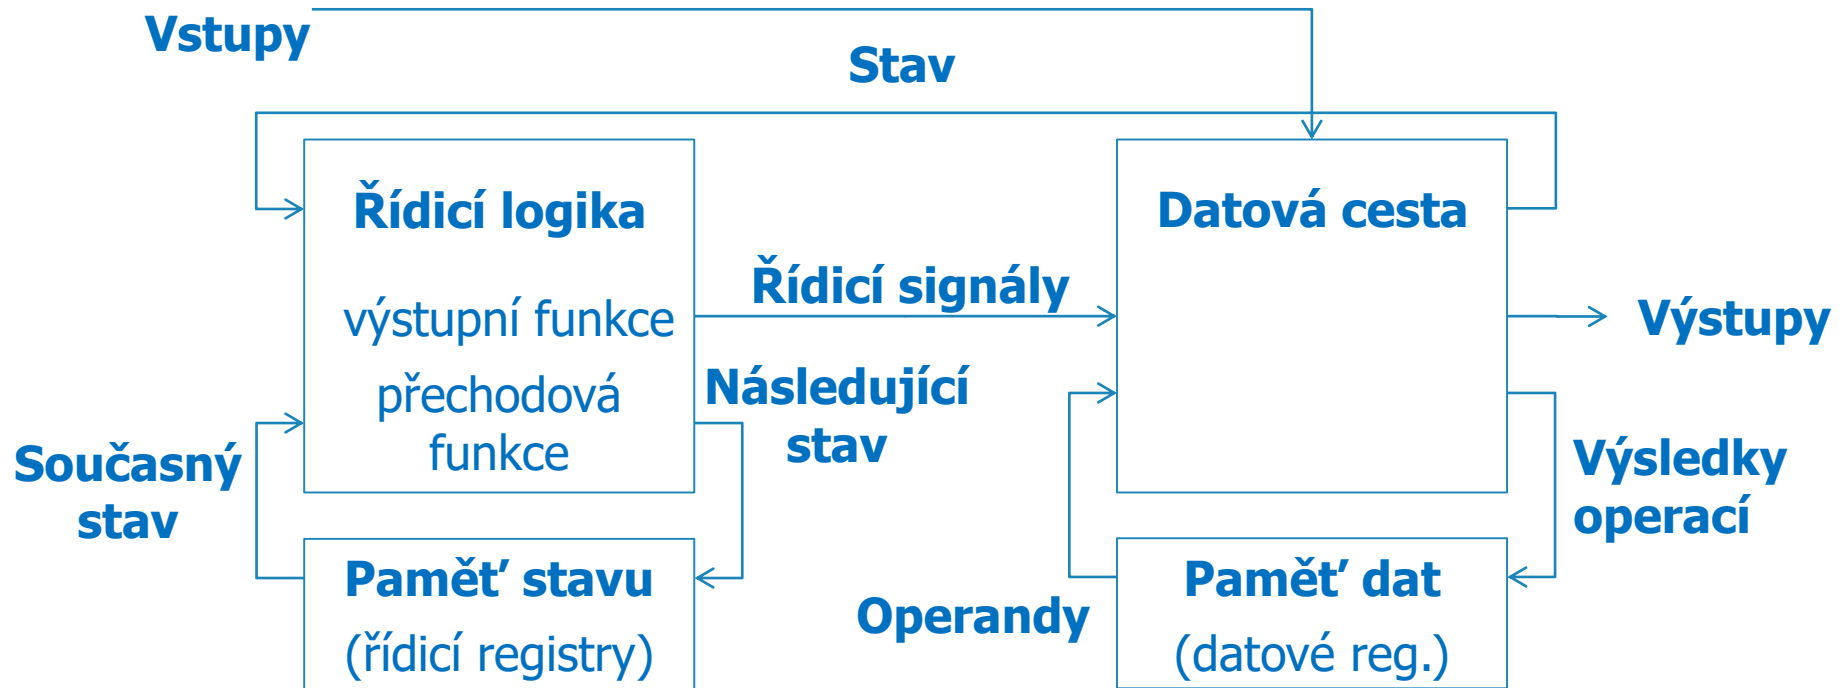 Vstupy
Stav
Řídicí logika
výstupní funkce
přechodová
funkce
Řídicí signály
Následující
stav
Datová cesta
Výstupy
Současný
stav
Výsledky
operací
Paměť stavu
(řídicí registry)
Operandy
Paměť dat
(datové reg.)